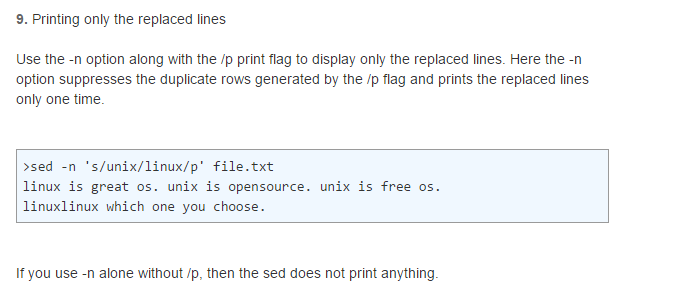 9. Printing only the replaced lines
Use the -n option along with the /p print flag to display only the replaced lines. Here the -n
option suppresses the duplicate rows generated by the /p flag and prints the replaced lines
only one time.
>sed -n 's/unix/linux/p' file.txt
linux is great os. unix is opensource. unix is free os.
linuxlinux which one you choose.
If you use -n alone without /p, then the sed does not print anything.